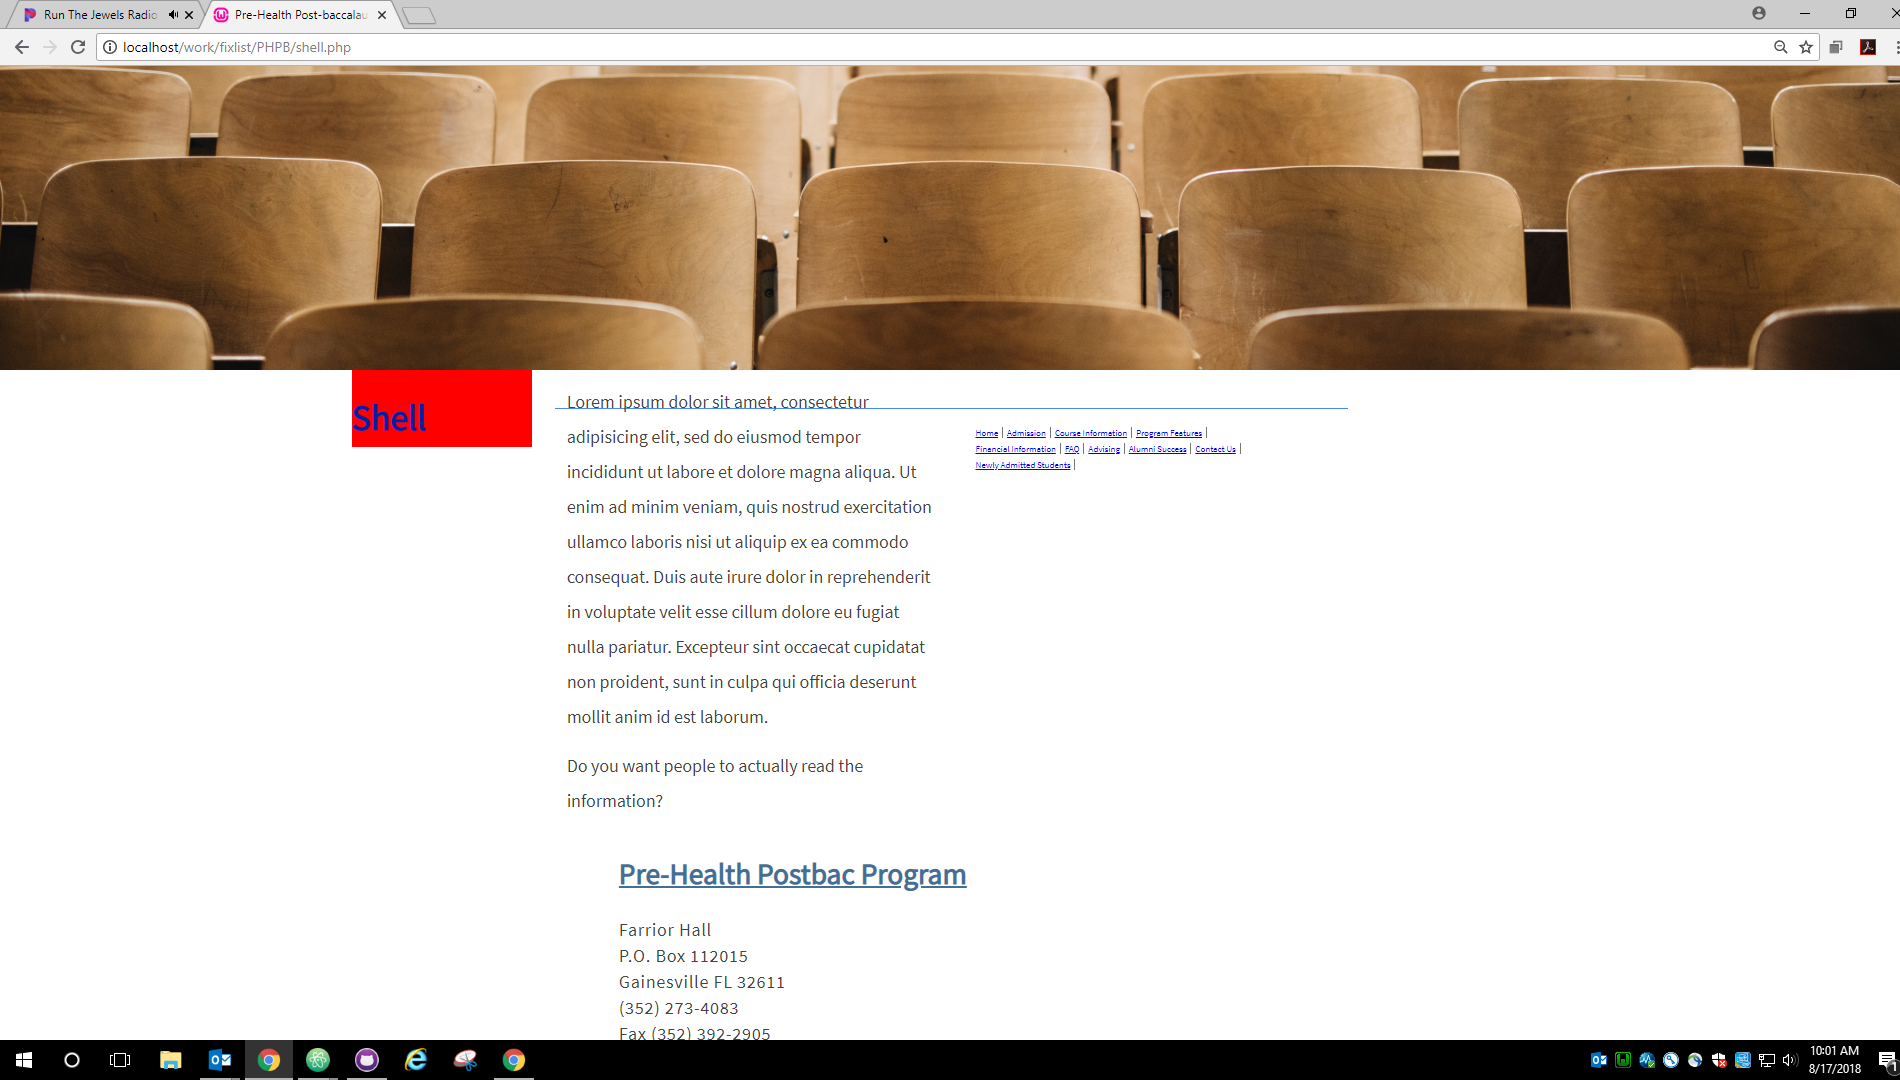 Run The Jewels Radio
Pre-Health Post-baccalau
localhost/work/fixlist/PHPB/shell.php
Shell
Lorem ipsum dolor sit amet, consectetur
adipisicing elit, sed do eiusmod tempor
incididunt ut labore et dolore magna aliqua. Ut
enim ad minim veniam, quis nostrud exercitation
ullamco laboris nisi ut aliquip ex ea commodo
consequat. Duis aute irure dolor in reprehenderit
in voluptate velit esse cillum dolore eu fugiat
nulla pariatur. Excepteur sint occaecat cupidatat
non proident, sunt in culpa qui officia deserunt
mollit anim id est laborum.
Do you want people to actually read the
information?
Home | Admission | Course Information | Program Features |
Financial Information | FAQ | Advising | Alumni Success | Contact Us |
Newly Admitted Students |
Pre-Health Postbac Program
Farrior Hall
P.O. Box 112015
Gainesville FL 32611
(352) 273-4083
Fax (352) 392-2905
10:01 AM
8/17/2018
1